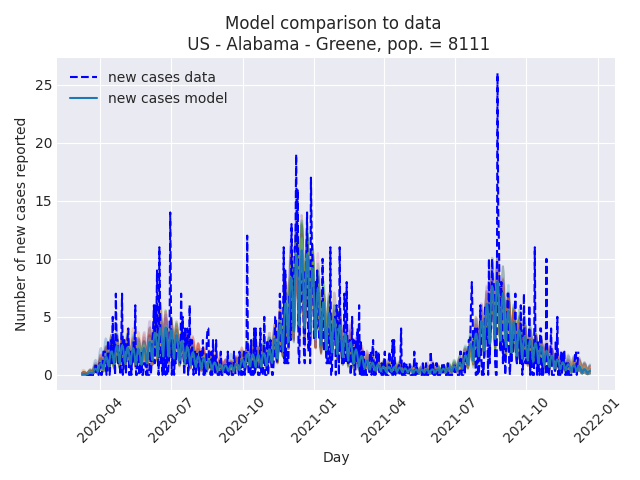 Model comparison to data
US - Alabama - Greene, pop. = 8111
new cases data
new cases model
Number of new cases reported
25
20
15
10
5
0
2020-04
2020-07
2020-10
2021-01
2021-04
2021-07
2021-10
2022-01
Day